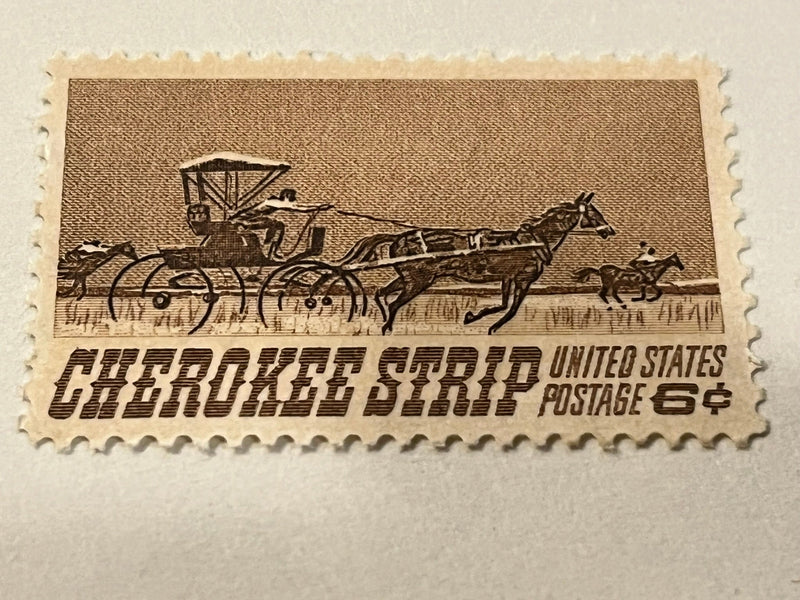 CHEROKEE STRIP
UNITED STATES
POSTAGE 6¢